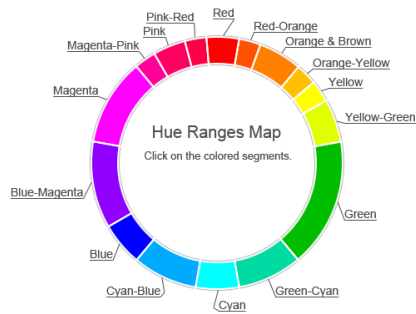 Red
Pink-Red
Red-Orange
Pink
Orange & Brown
Magenta-Pink
Orange-Yellow
Yellow
Magenta
Yellow-Green
Hue Ranges Map
Click on the colored segments.
Blue-Magenta
Green
Blue
Cyan-Blue
Green-Cyan
Cyan